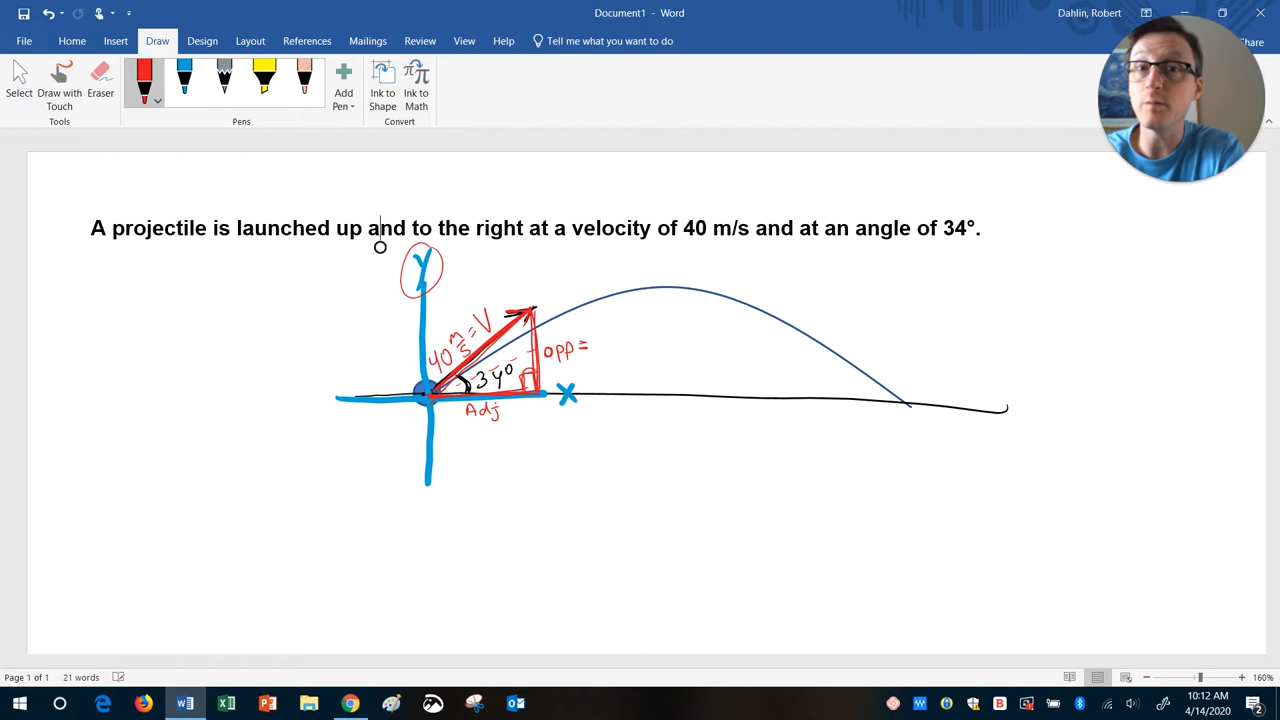 Document1 - Word
Dahlin, Robert
File Home Insert Draw Design Layout References Mailings Review View Help Tell me what you want to do
Share
Select
Draw with Touch
Eraser
Add Pen
Ink to Shape
Ink to Math
Tools
Pens
Convert
A projectile is launched up and to the right at a velocity of 40 m/s and at an angle of 34°.
Y
40 m/s = V
opp =
34°
X
Adj
Page 1 of 1 21 words
160%
10:12 AM
4/14/2020
2